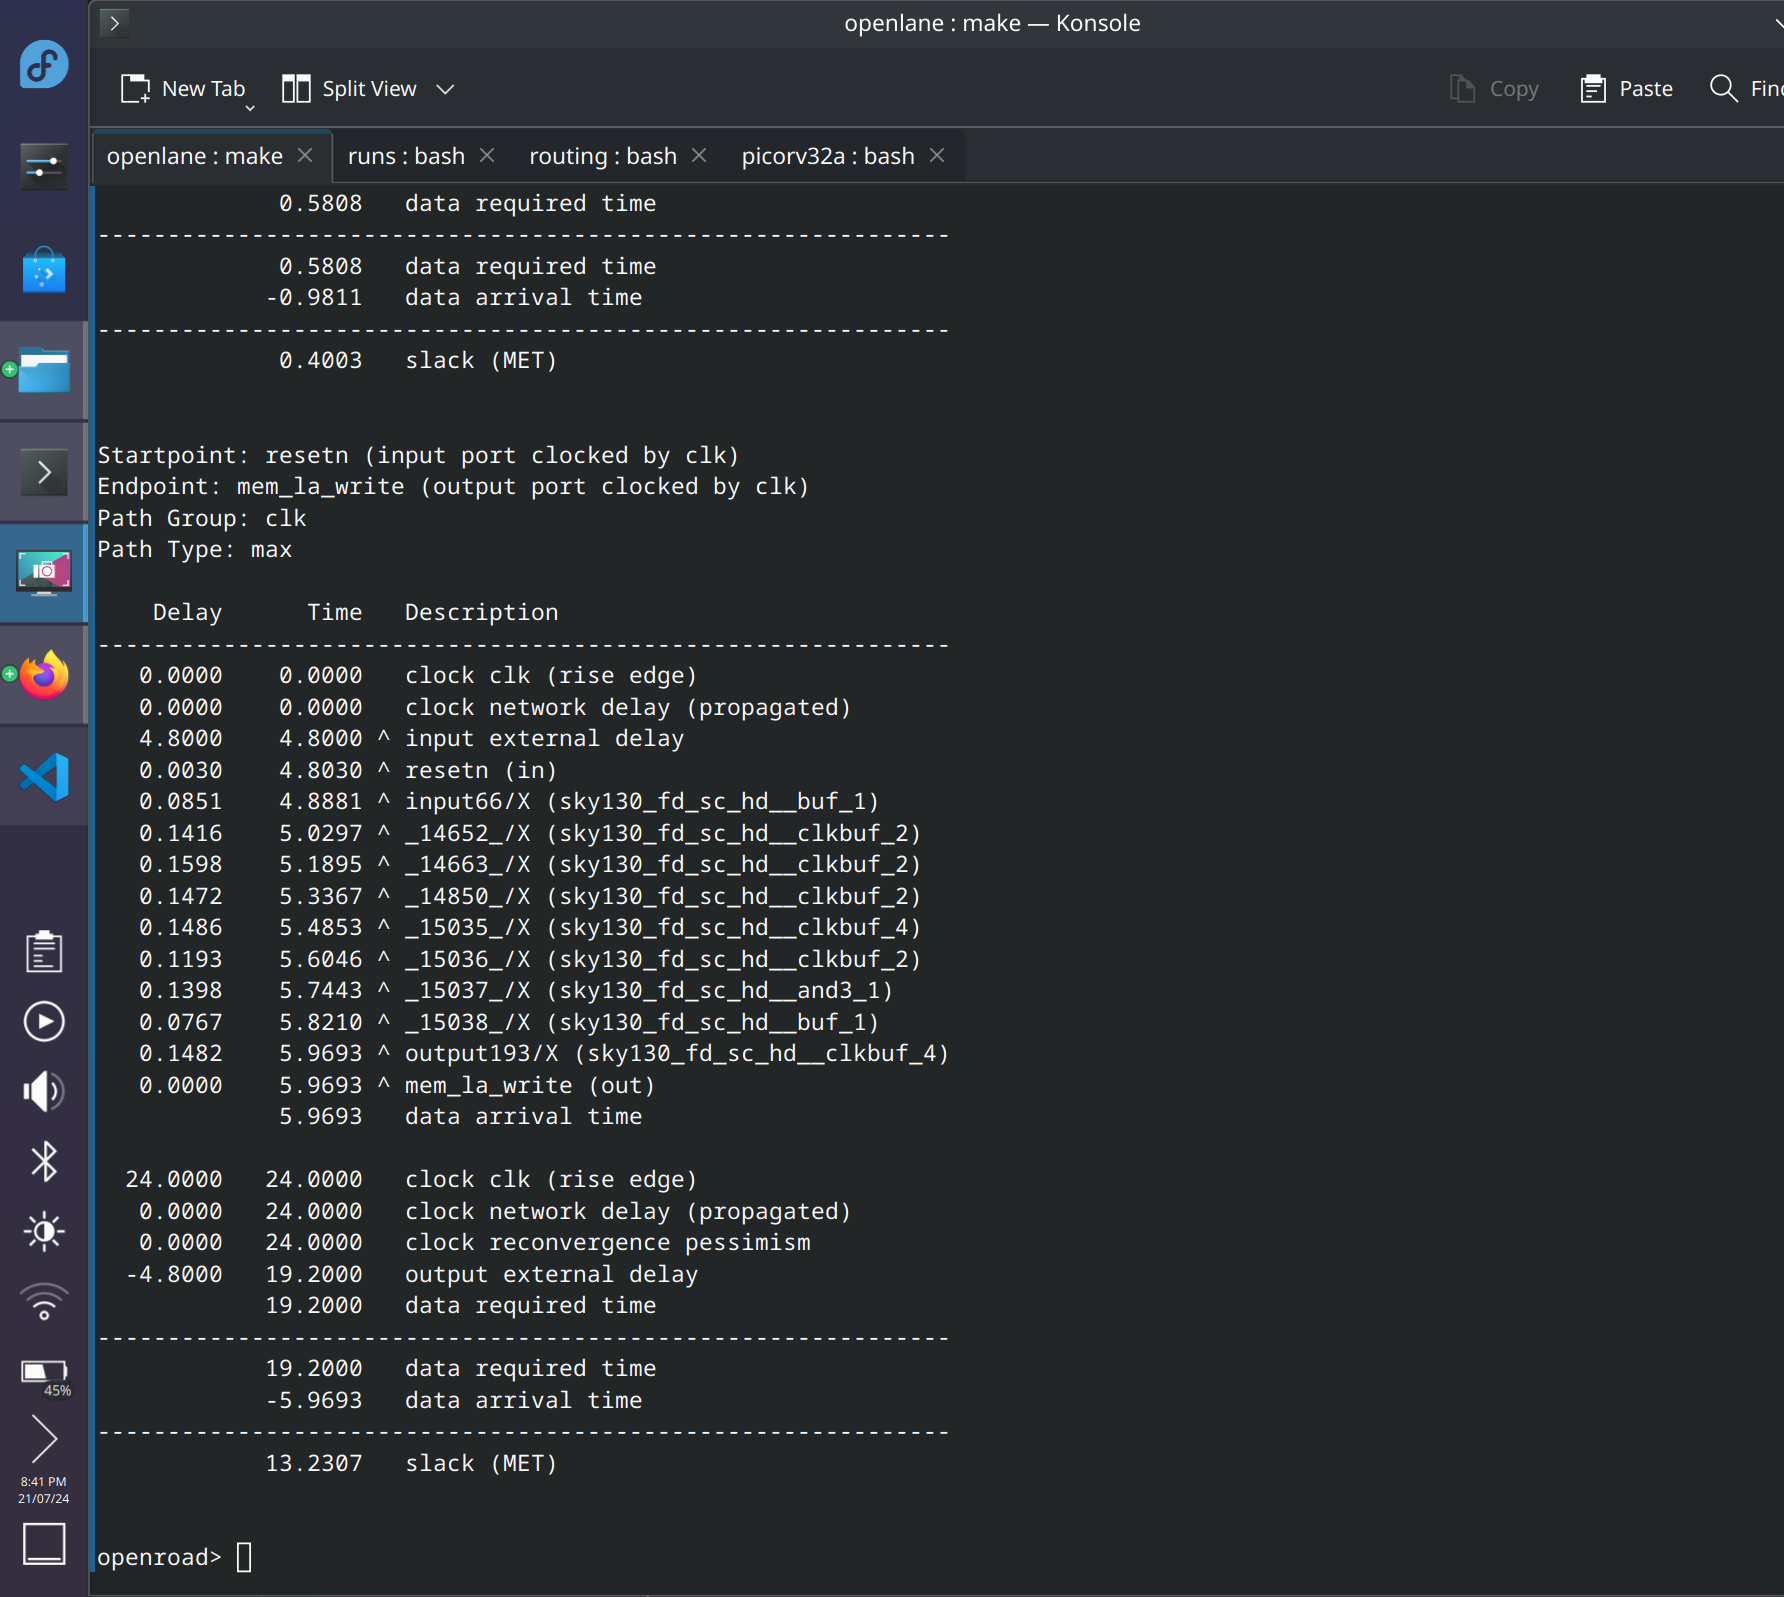 openlane : make — Konsole
New Tab
Split View
Copy
Paste
openlane : make
runs : bash
routing : bash
picorv32a : bash
0.5808   data required time
-------------------------------------------------------------
0.5808   data required time
-0.9811   data arrival time
-------------------------------------------------------------
0.4003   slack (MET)
Startpoint: resetn (input port clocked by clk)
Endpoint: mem_la_write (output port clocked by clk)
Path Group: clk
Path Type: max
Delay      Time   Description
-------------------------------------------------------------
0.0000    0.0000   clock clk (rise edge)
0.0000    0.0000   clock network delay (propagated)
4.8000    4.8000 ^ input external delay
0.0030    4.8030 ^ resetn (in)
0.0851    4.8881 ^ input66/X (sky130_fd_sc_hd__buf_1)
0.1416    5.0297 ^ _14652_/X (sky130_fd_sc_hd__clkbuf_2)
0.1598    5.1895 ^ _14663_/X (sky130_fd_sc_hd__clkbuf_2)
0.1472    5.3367 ^ _14850_/X (sky130_fd_sc_hd__clkbuf_2)
0.1486    5.4853 ^ _15035_/X (sky130_fd_sc_hd__clkbuf_4)
0.1193    5.6046 ^ _15036_/X (sky130_fd_sc_hd__clkbuf_2)
0.1398    5.7443 ^ _15037_/X (sky130_fd_sc_hd__and3_1)
0.0767    5.8210 ^ _15038_/X (sky130_fd_sc_hd__buf_1)
0.1482    5.9693 ^ output193/X (sky130_fd_sc_hd__clkbuf_4)
0.0000    5.9693 ^ mem_la_write (out)
5.9693   data arrival time
24.0000   24.0000   clock clk (rise edge)
0.0000   24.0000   clock network delay (propagated)
0.0000   24.0000   clock reconvergence pessimism
-4.8000   19.2000   output external delay
19.2000   data required time
-------------------------------------------------------------
19.2000   data required time
-5.9693   data arrival time
-------------------------------------------------------------
13.2307   slack (MET)
openroad>
45%
8:41 PM
21/07/24